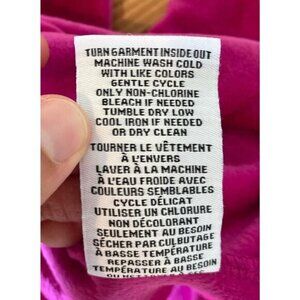 TURN GARMENT INSIDE OUT
MACHINE WASH COLD
WITH LIKE COLORS
GENTLE CYCLE
ONLY NON-CHLORINE
BLEACH IF NEEDED
TUMBLE DRY LOW
COOL IRON IF NEEDED
OR DRY CLEAN
TOURNER LE VÊTEMENT
À L'ENVERS
LAVER À LA MACHINE
À L'EAU FROIDE AVEC
COULEURS SEMBLABLES
CYCLE DÉLICAT
UTILISER UN CHLORURE
NON DÉCOLORANT
SEULEMENT AU BESOIN
SÉCHER PAR CULBUTAGE
À BASSE TEMPÉRATURE
REPASSER À BASSE
TEMPÉRATURE AU BESOIN